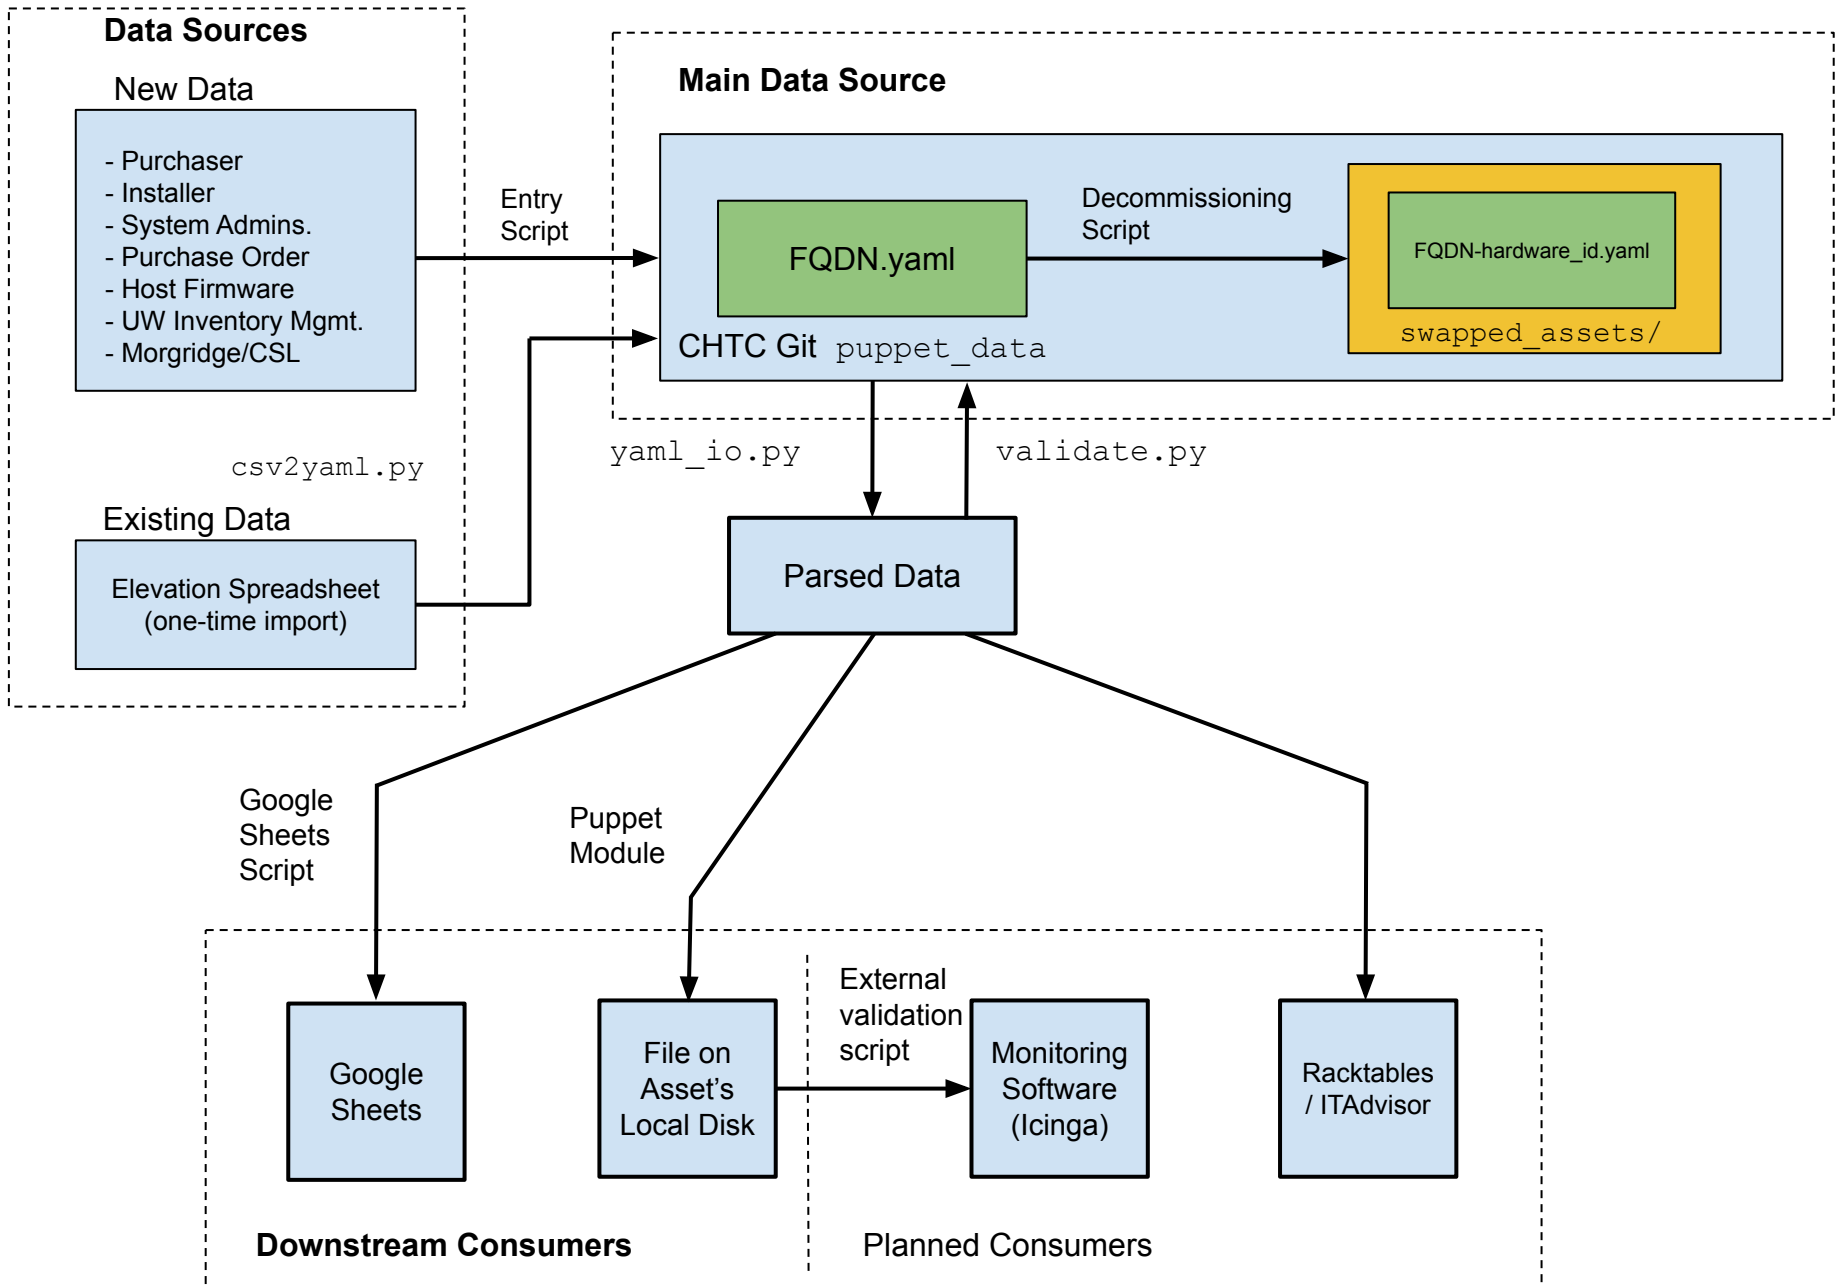 Data Sources
New Data
- Purchaser
- Installer
- System Admins.
- Purchase Order
- Host Firmware
- UW Inventory Mgmt.
- Morgridge/CSL
csv2yaml.py
Existing Data
Elevation Spreadsheet
(one-time import)
Entry
Script
Main Data Source
FQDN.yaml
Decommissioning
Script
FQDN-hardware_id.yaml
swapped_assets/
CHTC Git puppet_data
yaml_io.py
validate.py
Parsed Data
Google
Sheets
Script
Puppet
Module
External
validation
script
Google
Sheets
File on
Asset's
Local Disk
Monitoring
Software
(Icinga)
Racktables
/ ITAdvisor
Downstream Consumers
Planned Consumers